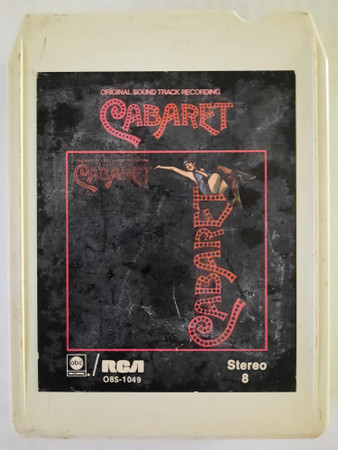 ORIGINAL SOUND TRACK RECORDING
CABARET
CABARET
CABARET
abc
RCA
O8S-1049
Stereo
8